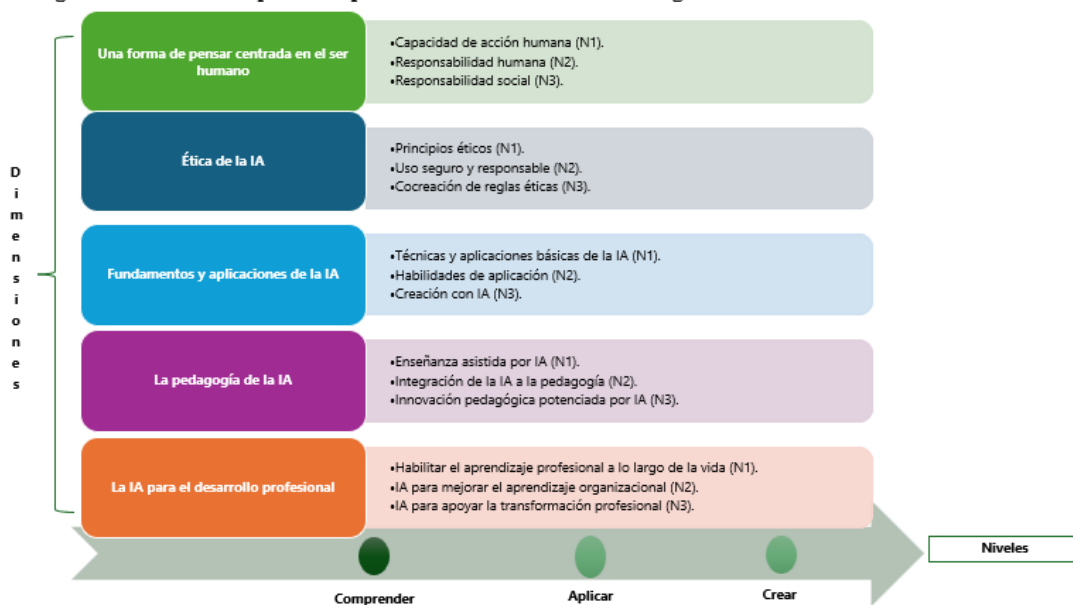 Dimensiones
Una forma de pensar centrada en el ser
humano
•Capacidad de acción humana (N1).
•Responsabilidad humana (N2).
•Responsabilidad social (N3).
Ética de la IA
•Principios éticos (N1).
•Uso seguro y responsable (N2).
•Cocreación de reglas éticas (N3).
Fundamentos y aplicaciones de la IA
•Técnicas y aplicaciones básicas de la IA (N1).
•Habilidades de aplicación (N2).
•Creación con IA (N3).
La pedagogía de la IA
•Enseñanza asistida por IA (N1).
•Integración de la IA a la pedagogía (N2).
•Innovación pedagógica potenciada por IA (N3).
La IA para el desarrollo profesional
•Habilitar el aprendizaje profesional a lo largo de la vida (N1).
•IA para mejorar el aprendizaje organizacional (N2).
•IA para apoyar la transformación profesional (N3).
Niveles
Comprender
Aplicar
Crear